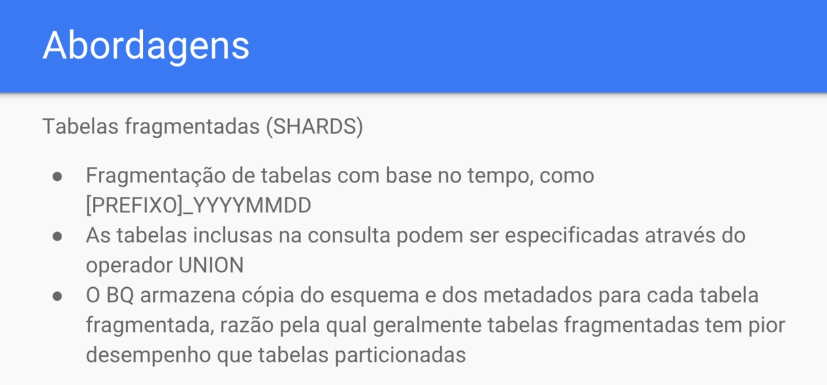 Abordagens
Tabelas fragmentadas (SHARDS)
● Fragmentação de tabelas com base no tempo, como
[PREFIXO]_YYYYMMDD
● As tabelas inclusas na consulta podem ser especificadas através do
operador UNION
● O BQ armazena cópia do esquema e dos metadados para cada tabela
fragmentada, razão pela qual geralmente tabelas fragmentadas tem pior
desempenho que tabelas particionadas